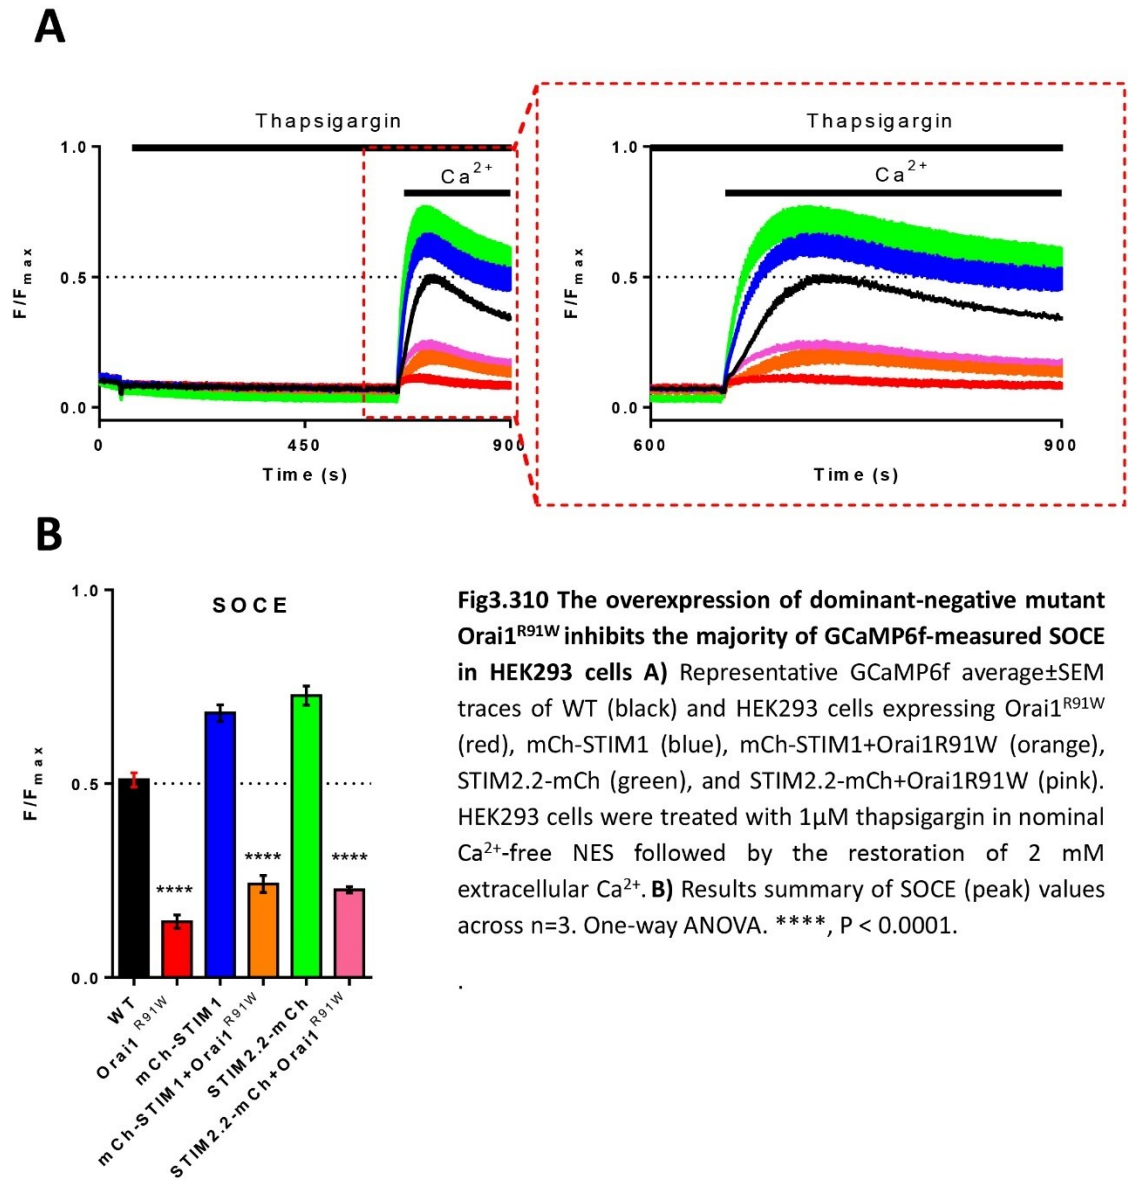 A
Thapsigargin
Ca2+
1.0
0.5
0.0
F/Fmax
0
450
900
Time (s)
Thapsigargin
Ca2+
1.0
0.5
0.0
F/Fmax
600
900
Time (s)
B
SOCE
1.0
0.5
0.0
F/Fmax
****
****
****
WT
Orai1R91W
mCh-STIM1
mCh-STIM1+Orai1R91W
STIM2.2-mCh
STIM2.2-mCh+Orai1R91W
Fig3.310 The overexpression of dominant-negative mutant
Orai1R91W inhibits the majority of GCaMP6f-measured SOCE
in HEK293 cells A) Representative GCaMP6f average±SEM
traces of WT (black) and HEK293 cells expressing Orai1R91W
(red), mCh-STIM1 (blue), mCh-STIM1+Orai1R91W (orange),
STIM2.2-mCh (green), and STIM2.2-mCh+Orai1R91W (pink).
HEK293 cells were treated with 1µM thapsigargin in nominal
Ca2+-free NES followed by the restoration of 2 mM
extracellular Ca2+. B) Results summary of SOCE (peak) values
across n=3. One-way ANOVA. ****, P < 0.0001.
.